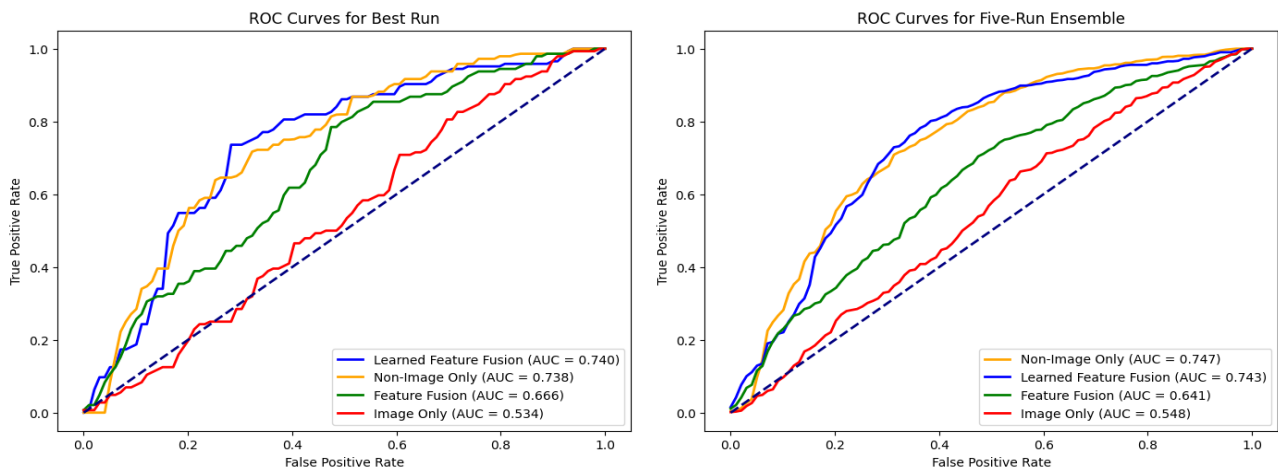 ROC Curves for Best Run
True Positive Rate
1.0
0.8
0.6
0.4
0.2
0.0
Learned Feature Fusion (AUC = 0.740)
Non-Image Only (AUC = 0.738)
Feature Fusion (AUC = 0.666)
Image Only (AUC = 0.534)
0.0 0.2 0.4 0.6 0.8 1.0
False Positive Rate
ROC Curves for Five-Run Ensemble
True Positive Rate
1.0
0.8
0.6
0.4
0.2
0.0
Non-Image Only (AUC = 0.747)
Learned Feature Fusion (AUC = 0.743)
Feature Fusion (AUC = 0.641)
Image Only (AUC = 0.548)
0.0 0.2 0.4 0.6 0.8 1.0
False Positive Rate